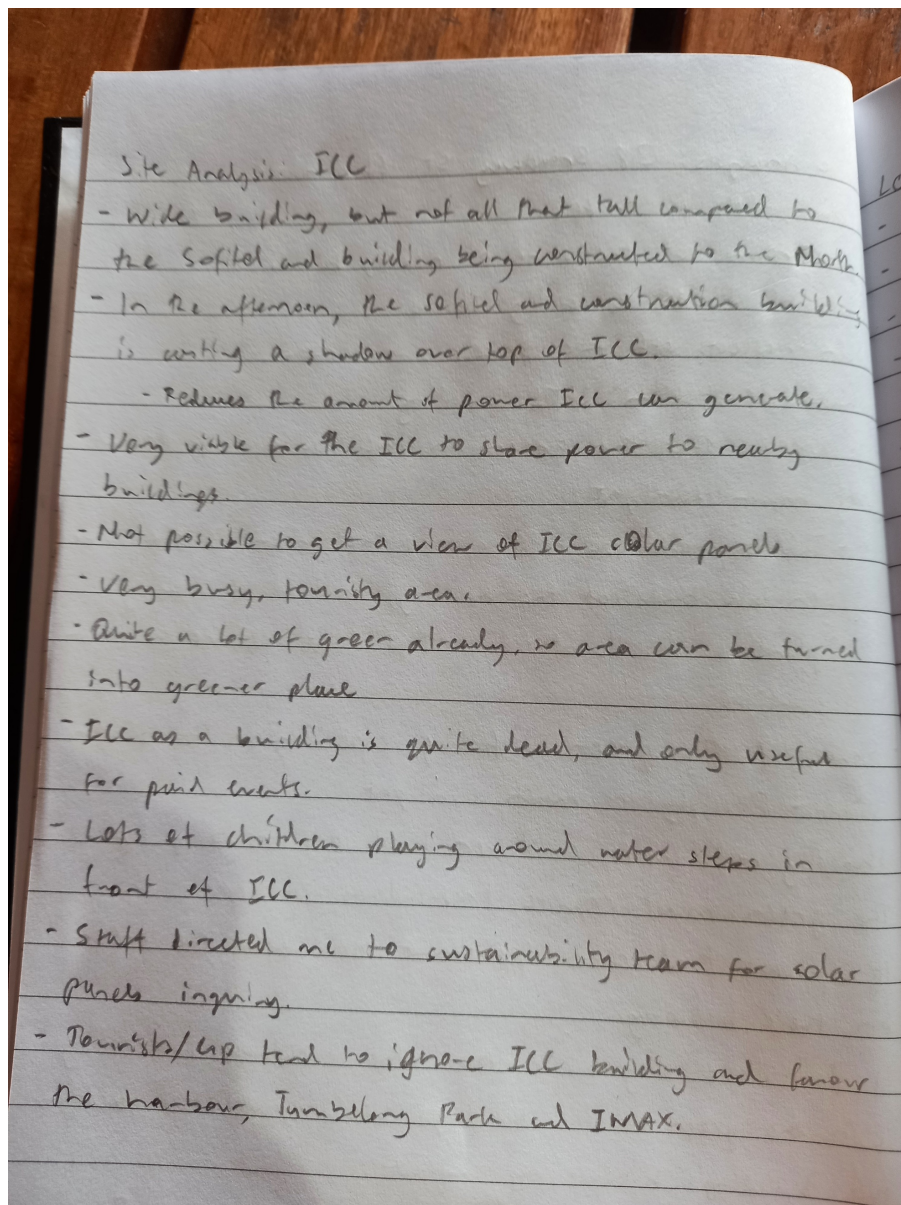 Site Analysis: ICC
- Wide building, but not all that tall compared to
the Sofitel and building being constructed to the North.
- In the afternoon, the sofitel and construction building
is casting a shadow over top of ICC.
- Reduces the amount of power ICC can generate.
- Very viable for the ICC to share power to nearby
buildings.
- Not possible to get a view of ICC solar panels
- Very busy, touristy area.
- Quite a lot of green already, so area can be turned
into greener place
- ICC as a building is quite dead, and only useful
for paid events.
- Lots of children playing around water steps in
front of ICC.
- Staff directed me to sustainability team for solar
panels inquiry.
- Tourists/ tend to ignore ICC building and favour
the harbour, Tumbelong Park and IMAX.
LO